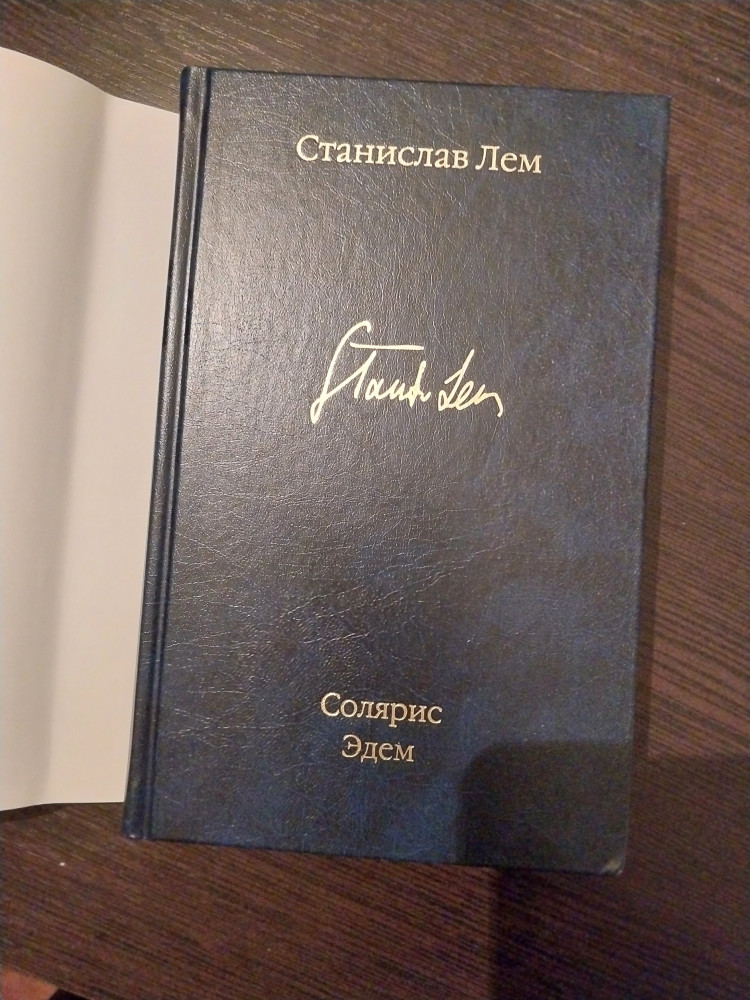 Станислав Лем
Stanisław Lem
Солярис
Эдем